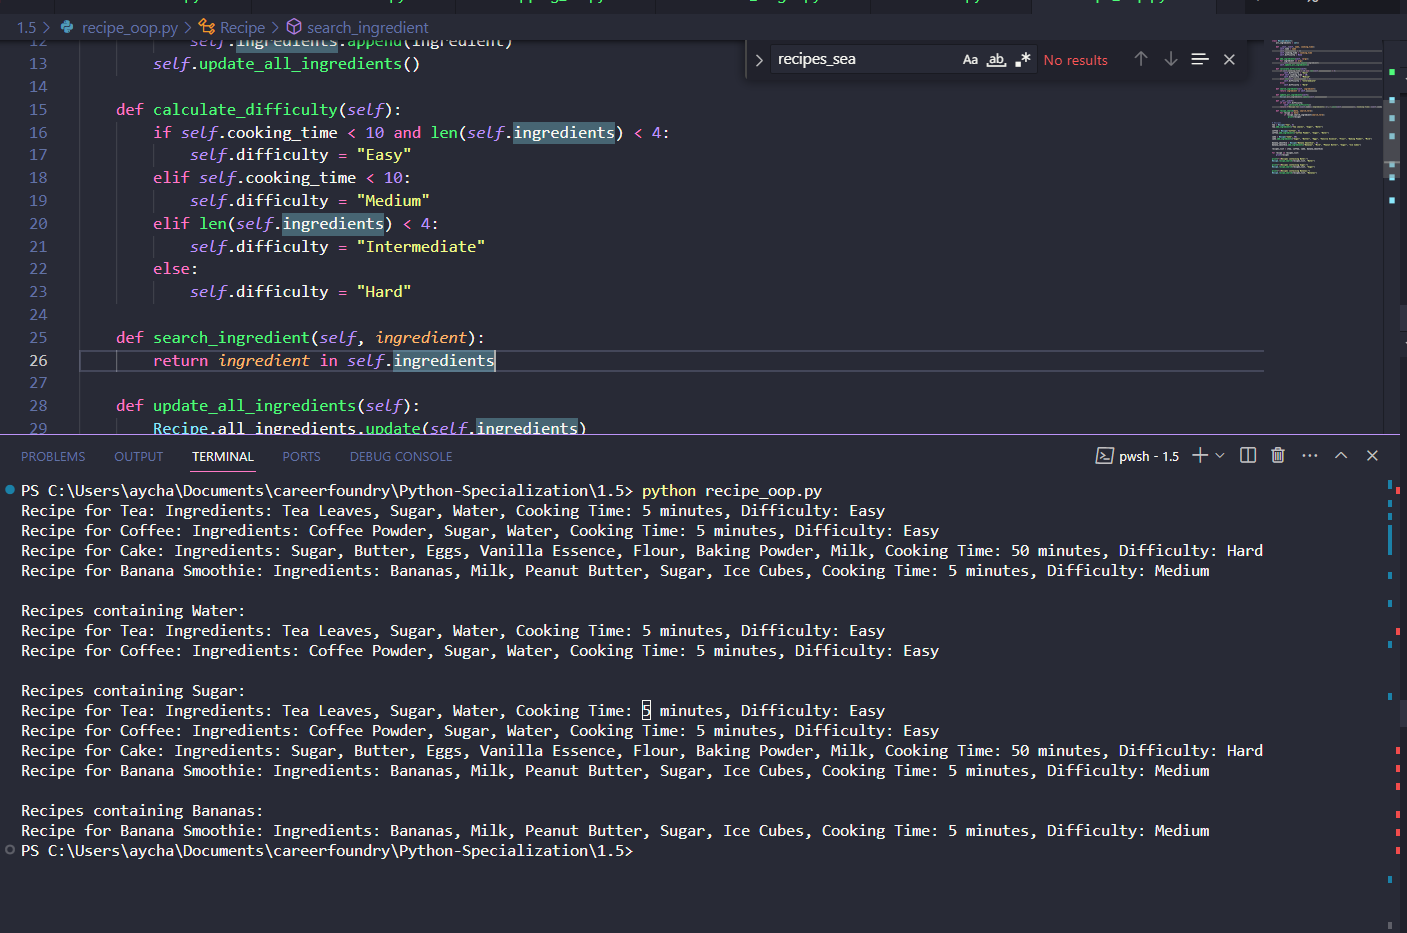 1.5 > recipe_oop.py > Recipe > search_ingredient
12 self.ingredients.append(ingredient)
13 self.update_all_ingredients()
recipes_sea Aa ab .* No results
14
15 def calculate_difficulty(self):
16 if self.cooking_time < 10 and len(self.ingredients) < 4:
17 self.difficulty = "Easy"
18 elif self.cooking_time < 10:
19 self.difficulty = "Medium"
20 elif len(self.ingredients) < 4:
21 self.difficulty = "Intermediate"
22 else:
23 self.difficulty = "Hard"
24
25 def search_ingredient(self, ingredient):
26 return ingredient in self.ingredients
27
28 def update_all_ingredients(self):
29 Recipe.all_ingredients.update(self.ingredients)
PROBLEMS OUTPUT TERMINAL PORTS DEBUG CONSOLE pwsh - 1.5
PS C:\Users\aycha\Documents\careerfoundry\Python-Specialization\1.5> python recipe_oop.py
Recipe for Tea: Ingredients: Tea Leaves, Sugar, Water, Cooking Time: 5 minutes, Difficulty: Easy
Recipe for Coffee: Ingredients: Coffee Powder, Sugar, Water, Cooking Time: 5 minutes, Difficulty: Easy
Recipe for Cake: Ingredients: Sugar, Butter, Eggs, Vanilla Essence, Flour, Baking Powder, Milk, Cooking Time: 50 minutes, Difficulty: Hard
Recipe for Banana Smoothie: Ingredients: Bananas, Milk, Peanut Butter, Sugar, Ice Cubes, Cooking Time: 5 minutes, Difficulty: Medium
Recipes containing Water:
Recipe for Tea: Ingredients: Tea Leaves, Sugar, Water, Cooking Time: 5 minutes, Difficulty: Easy
Recipe for Coffee: Ingredients: Coffee Powder, Sugar, Water, Cooking Time: 5 minutes, Difficulty: Easy
Recipes containing Sugar:
Recipe for Tea: Ingredients: Tea Leaves, Sugar, Water, Cooking Time: 5 minutes, Difficulty: Easy
Recipe for Coffee: Ingredients: Coffee Powder, Sugar, Water, Cooking Time: 5 minutes, Difficulty: Easy
Recipe for Cake: Ingredients: Sugar, Butter, Eggs, Vanilla Essence, Flour, Baking Powder, Milk, Cooking Time: 50 minutes, Difficulty: Hard
Recipe for Banana Smoothie: Ingredients: Bananas, Milk, Peanut Butter, Sugar, Ice Cubes, Cooking Time: 5 minutes, Difficulty: Medium
Recipes containing Bananas:
Recipe for Banana Smoothie: Ingredients: Bananas, Milk, Peanut Butter, Sugar, Ice Cubes, Cooking Time: 5 minutes, Difficulty: Medium
PS C:\Users\aycha\Documents\careerfoundry\Python-Specialization\1.5>